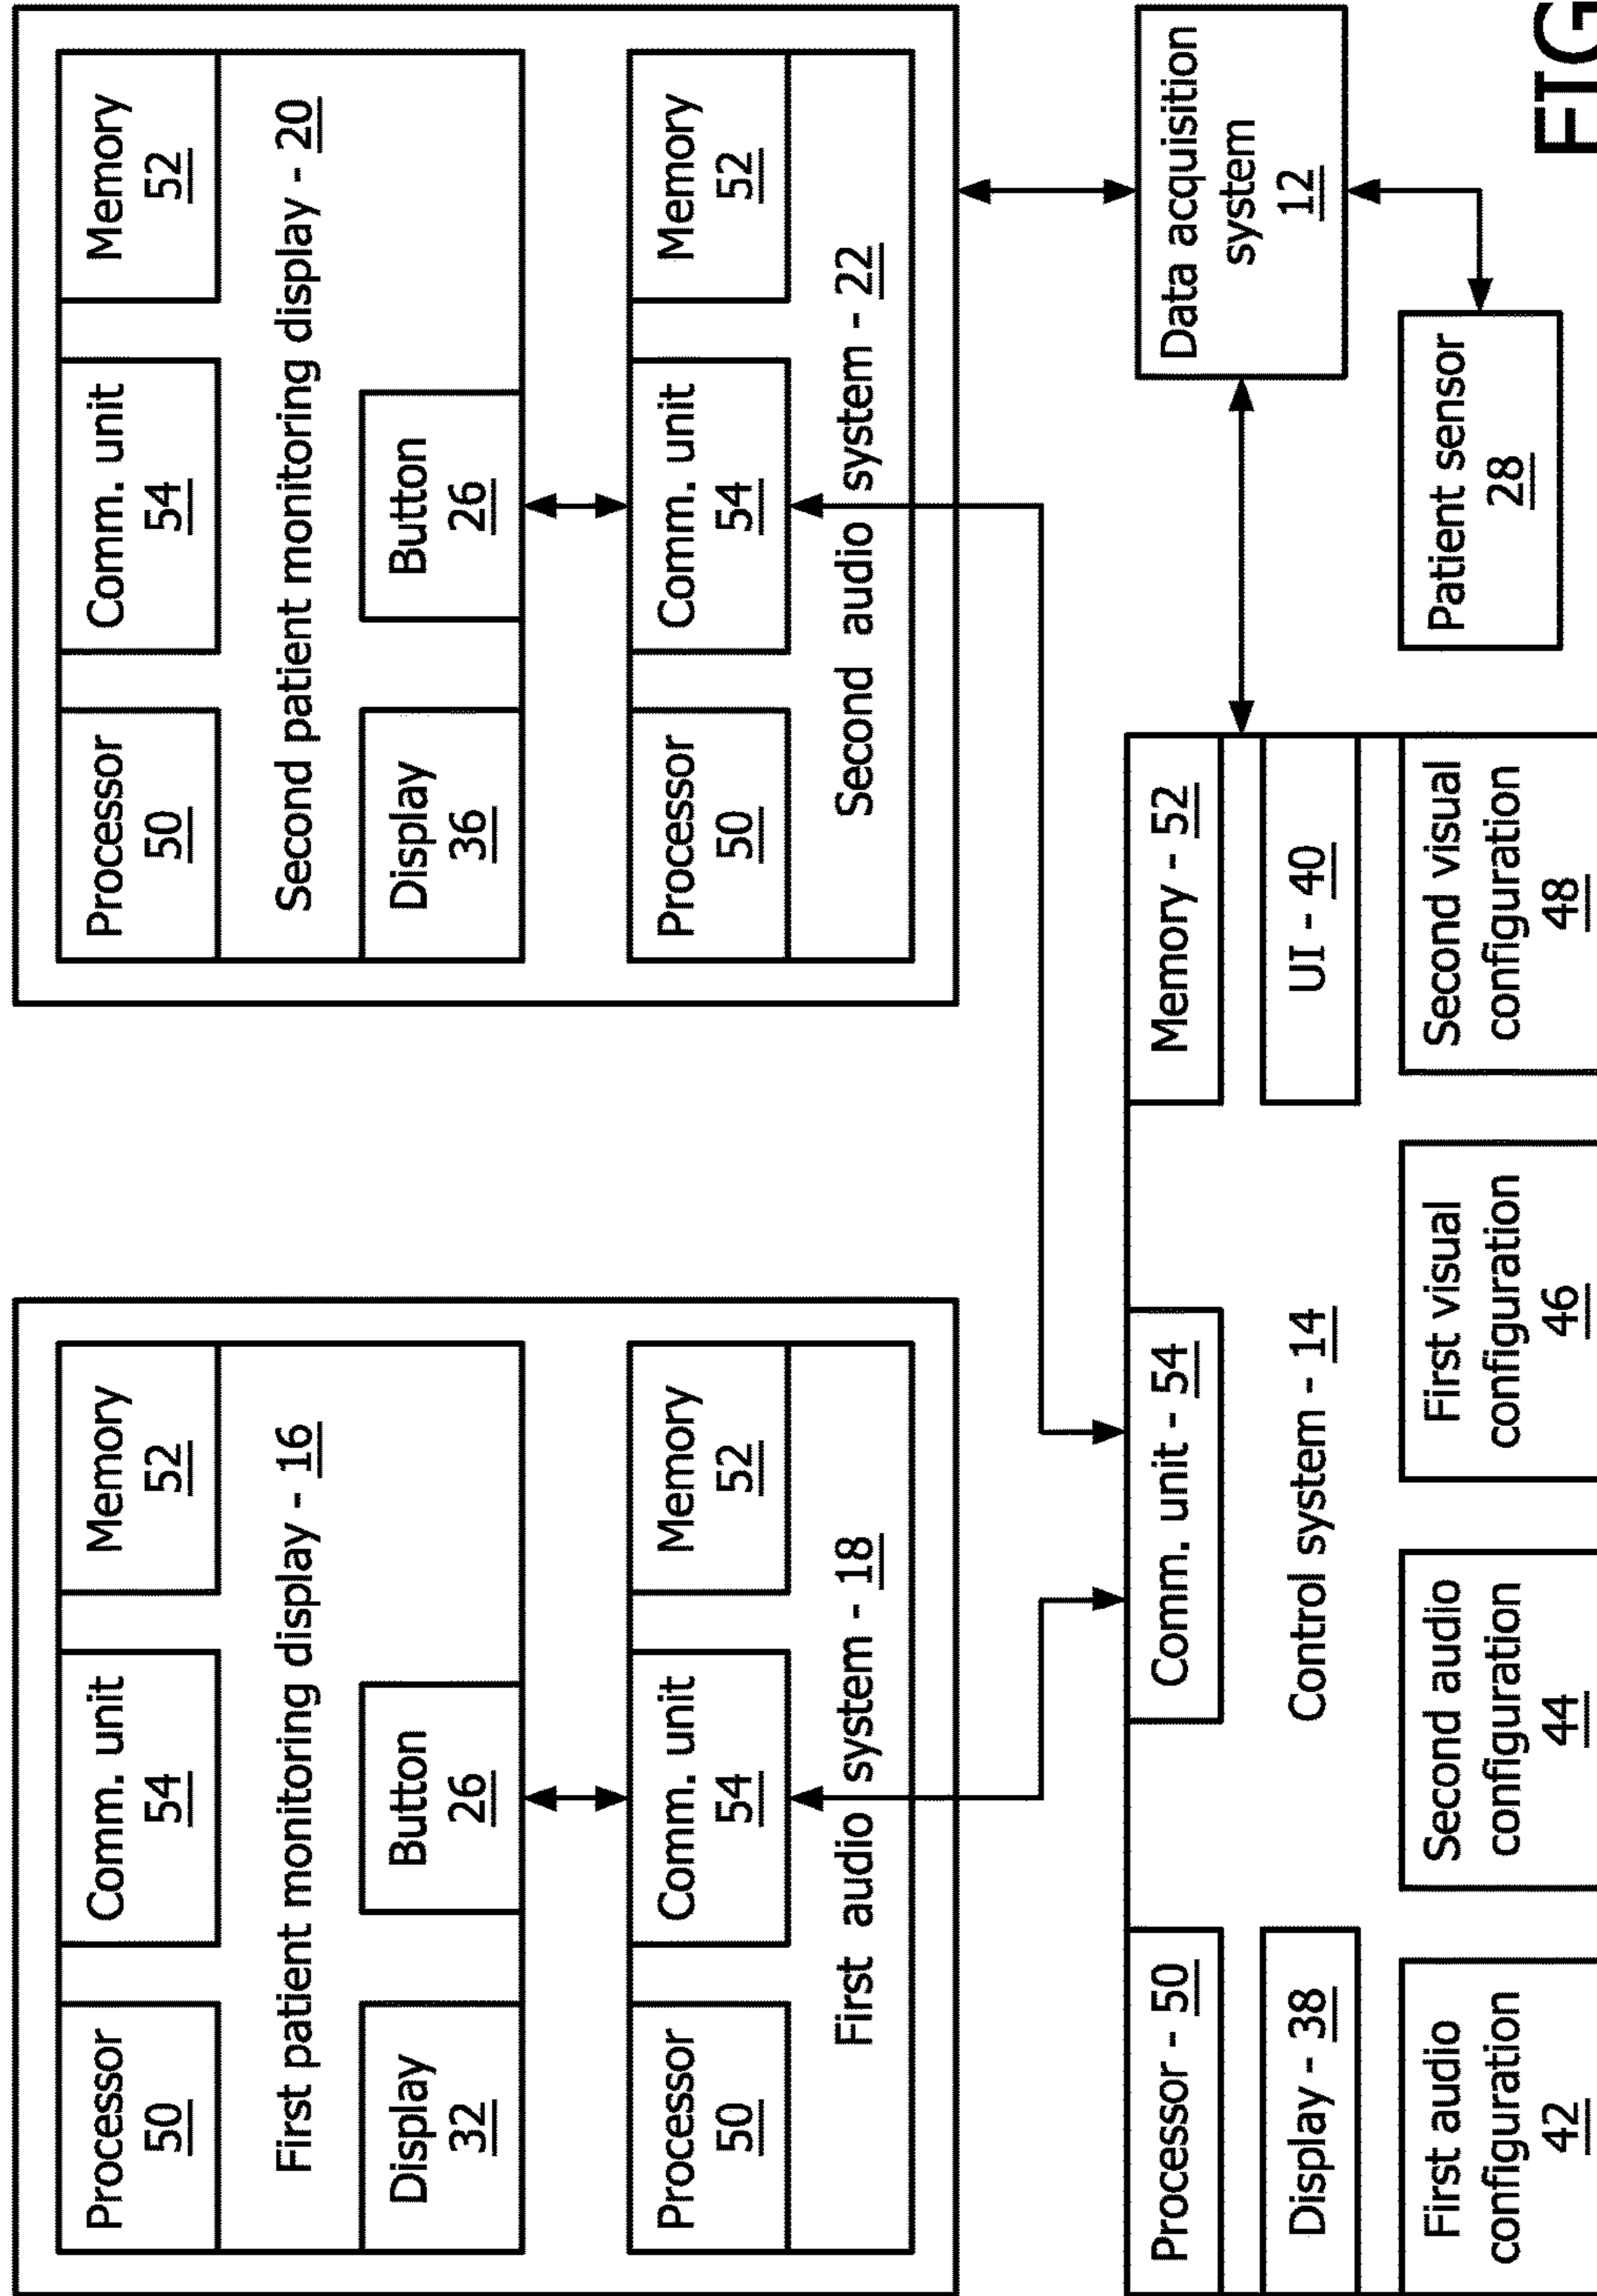 Processor
50
Comm. unit
54
Memory
52
First patient monitoring display - 16
Display
32
Button
26
Processor
50
Comm. unit
54
Memory
52
First audio system - 18
Processor
50
Comm. unit
54
Memory
52
Second patient monitoring display - 20
Display
36
Button
26
Processor
50
Comm. unit
54
Memory
52
Second audio system - 22
Processor - 50
Comm. unit - 54
Memory - 52
Display - 38
Control system - 14
UI - 40
First audio
configuration
42
Second audio
configuration
44
First visual
configuration
46
Second visual
configuration
48
Data acquisition
system
12
Patient sensor
28
FIG